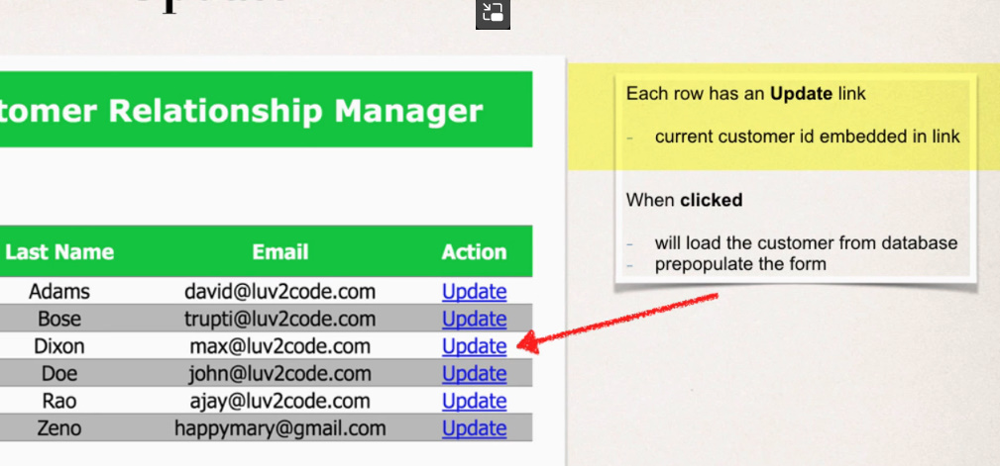 tomer Relationship Manager
Last Name Email Action
Adams david@luv2code.com Update
Bose trupti@luv2code.com Update
Dixon max@luv2code.com Update
Doe john@luv2code.com Update
Rao ajay@luv2code.com Update
Zeno happymary@gmail.com Update
Each row has an Update link
- current customer id embedded in link
When clicked
- will load the customer from database
- prepopulate the form